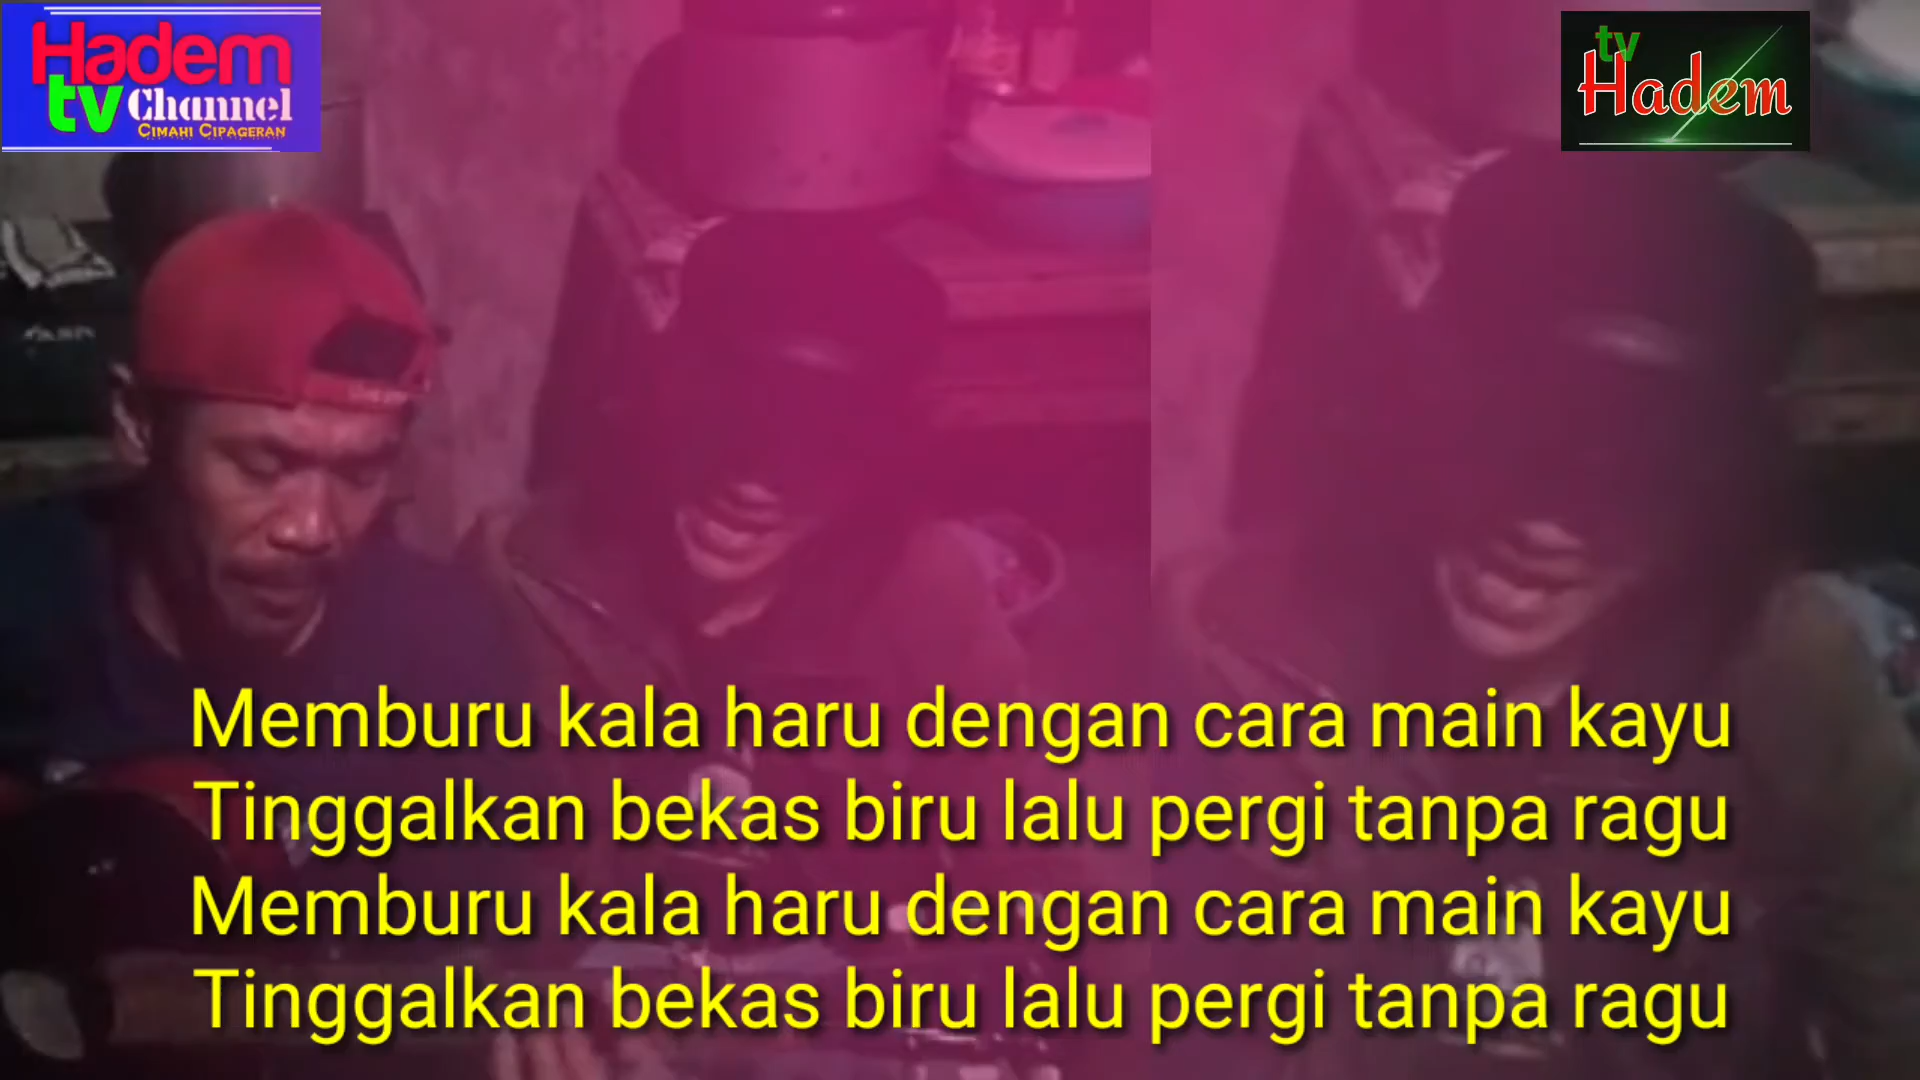 Hadem
tv Channel
CIMAHI CIPAGERAN
tv
Hadem
Memburu kala haru dengan cara main kayu
Tinggalkan bekas biru lalu pergi tanpa ragu
Memburu kala haru dengan cara main kayu
Tinggalkan bekas biru lalu pergi tanpa ragu